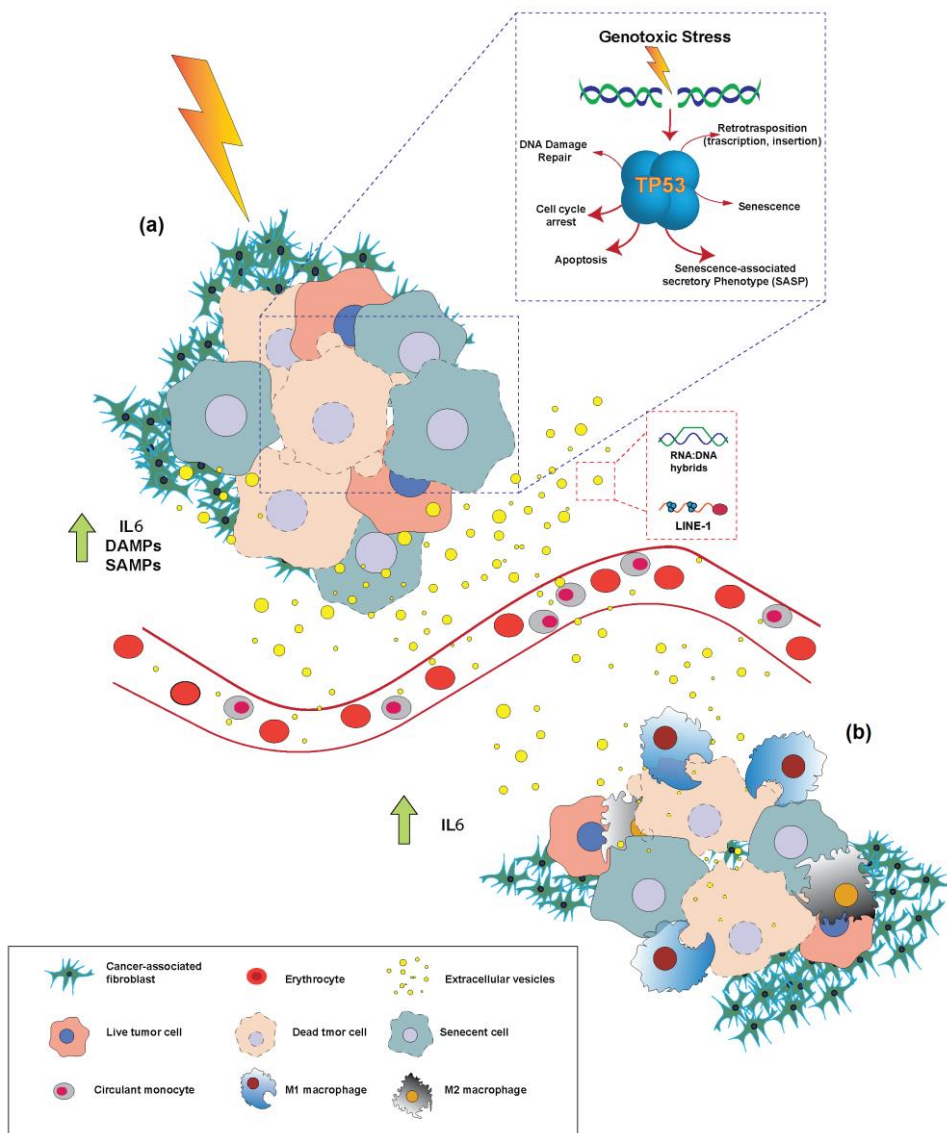 Genotoxic Stress
DNA Damage
Repair
Retrotrasposition
(trascription, insertion)
TP53
Cell cycle
arrest
Senescence
Apoptosis
Senescence-associated
secretory Phenotype (SASP)
(a)
RNA:DNA
hybrids
LINE-1
IL6
DAMPs
SAMPs
(b)
IL6
Cancer-associated
fibroblast
Erythrocyte
Extracellular vesicles
Live tumor cell
Dead tmor cell
Senecent cell
Circulant monocyte
M1 macrophage
M2 macrophage